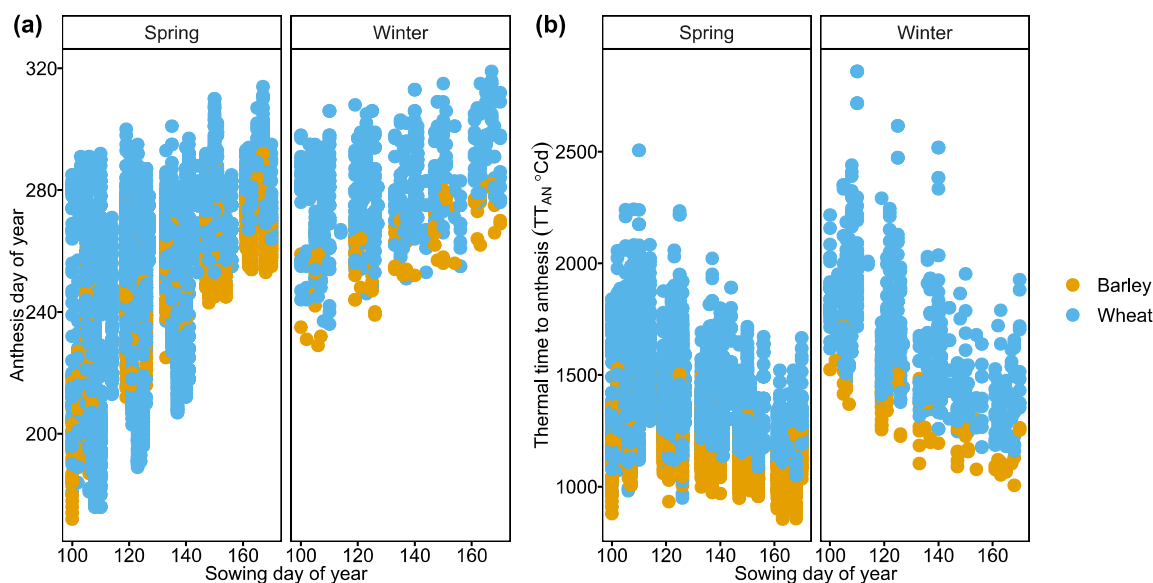 (a)
Spring
Winter
320
280
240
200
Anthesis day of year
100 120 140 160
100 120 140 160
Sowing day of year
(b)
Spring
Winter
2500
2000
1500
1000
Thermal time to anthesis (TTAN °Cd)
100 120 140 160
100 120 140 160
Sowing day of year
Barley
Wheat